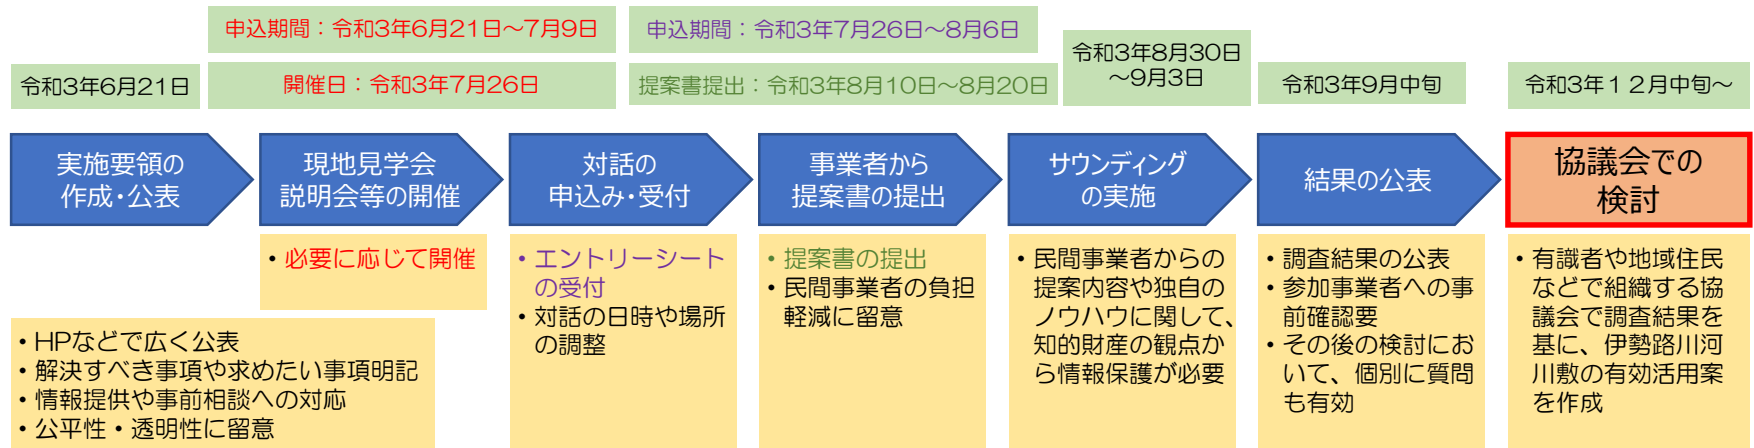 申込期間：令和3年6月21日～7月9日
申込期間：令和3年7月26日～8月6日
令和3年6月21日
開催日：令和3年7月26日
提案書提出：令和3年8月10日～8月20日
令和3年8月30日
～9月3日
令和3年9月中旬
令和3年１２月中旬～
実施要領の
作成・公表
現地見学会
説明会等の開催
対話の
申込み・受付
事業者から
提案書の提出
サウンディング
の実施
結果の公表
協議会での
検討
・HPなどで広く公表
・解決すべき事項や求めたい事項明記
・情報提供や事前相談への対応
・公平性・透明性に留意
・必要に応じて開催
・エントリーシート
の受付
・対話の日時や場所
の調整
・提案書の提出
・民間事業者の負担
軽減に留意
・民間事業者からの
提案内容や独自の
ノウハウに関して、
知的財産の観点か
ら情報保護が必要
・調査結果の公表
・参加事業者への事
前確認要
・その後の検討にお
いて、個別に質問
も有効
・有識者や地域住民
などで組織する協
議会で調査結果を
基に、伊勢路川河
川敷の有効活用案
を作成